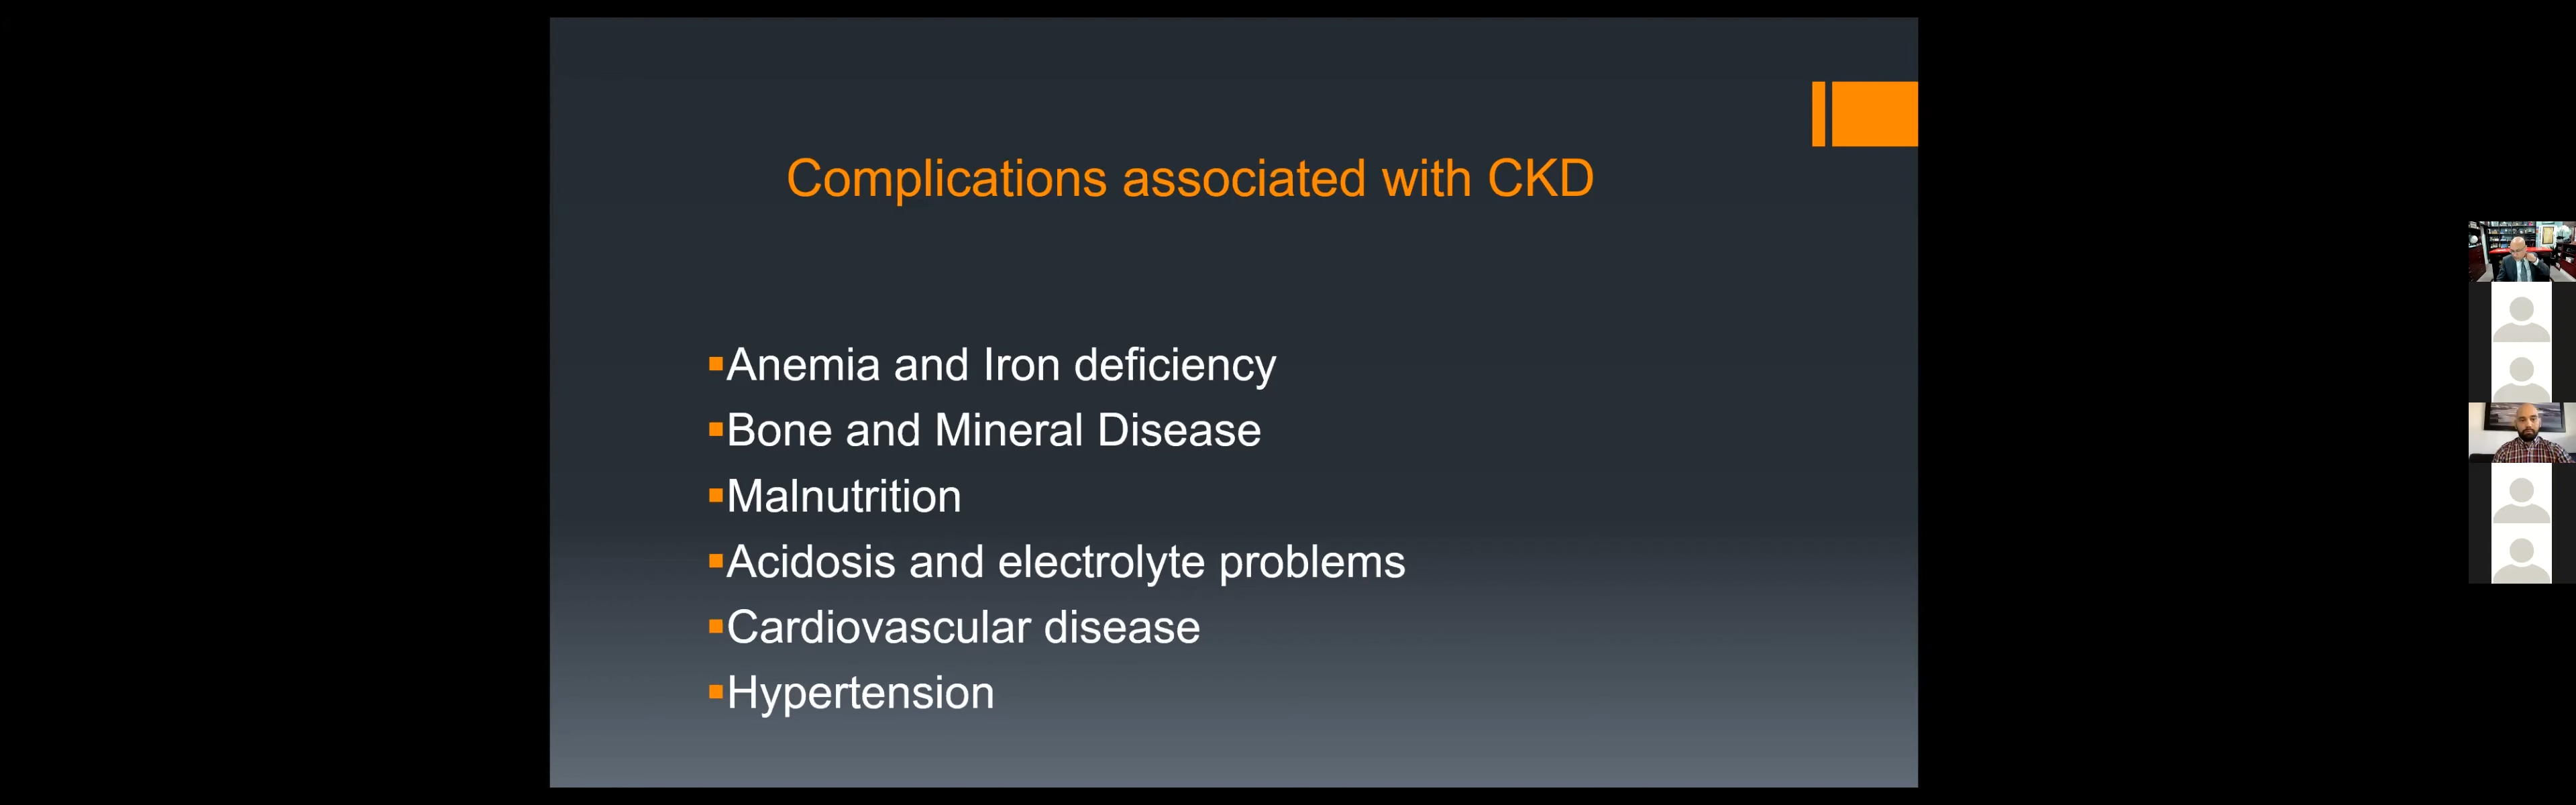 Complications associated with CKD
Anemia and Iron deficiency
Bone and Mineral Disease
Malnutrition
Acidosis and electrolyte problems
Cardiovascular disease
Hypertension